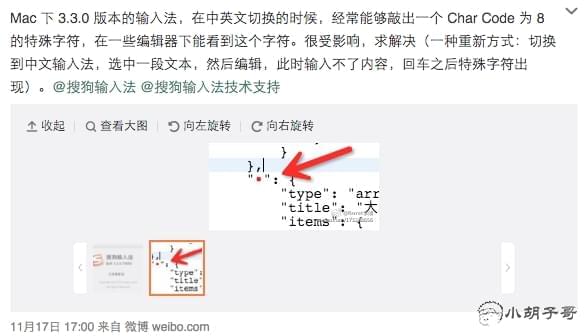 Mac 下 3.3.0 版本的输入法，在中英文切换的时候，经常能够敲出一个 Char Code 为 8
的特殊字符，在一些编辑器下能看到这个字符。很受影响，求解决（一种重新方式：切换
到中文输入法，选中一段文本，然后编辑，此时输入不了内容，回车之后特殊字符出
现）。@搜狗输入法 @搜狗输入法技术支持
收起 查看大图 向左旋转 向右旋转
}
},
"·": {
"type": "arr
"title": "大
"items": {
搜狗输入法
}
},
"·": {
"type":
"title":
"items"
11月17日 17:00 来自 微博 weibo.com
小胡子哥